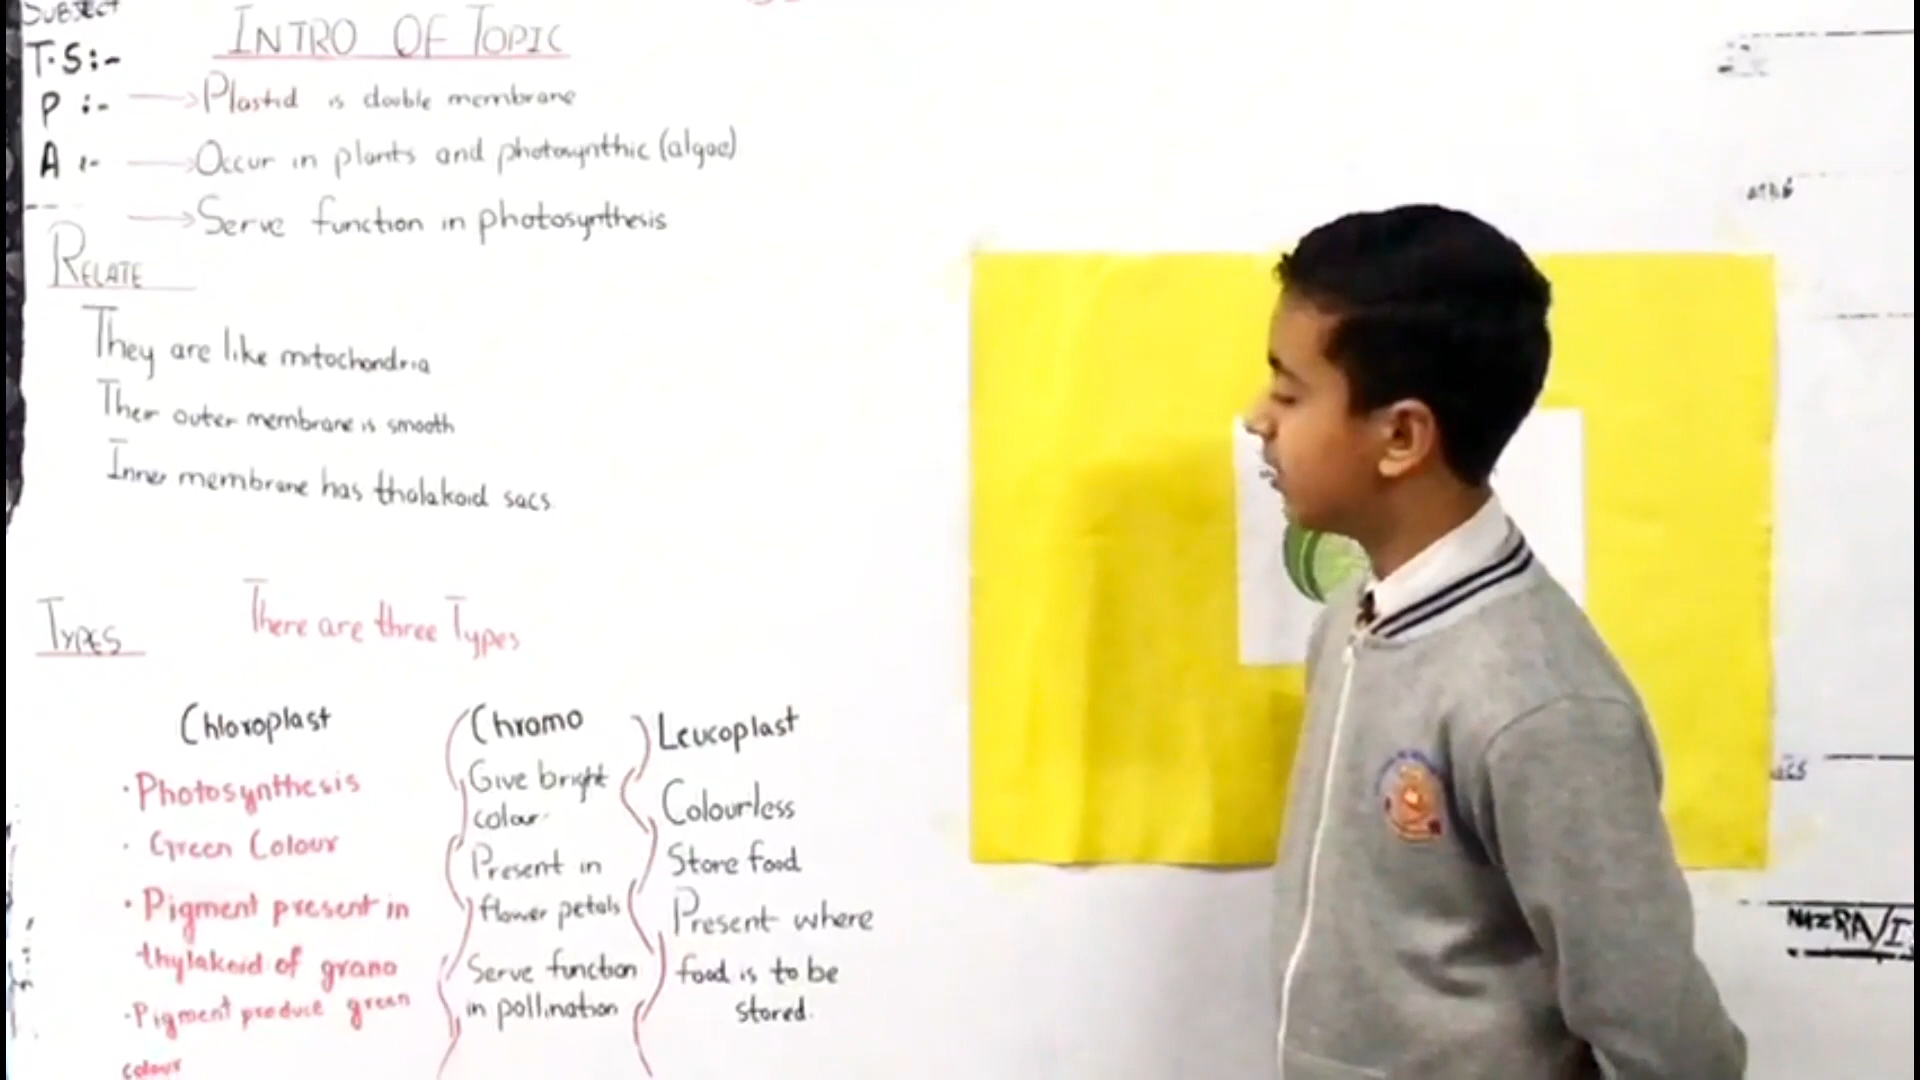 SUBJECT
INTRO OF TOPIC
T.S:-
P :- → Plastid is double membrane
A :- → Occur in plants and photosynthic (algae)
→ Serve function in photosynthesis
RELATE
They are like mitochondria
Their outer membrane is smooth
Inner membrane has tholakoid sacs.
TYPES There are three Types
Chloroplast
· Photosynthesis
· Green Colour
· Pigment present in
thylakoid of grano
· Pigment produce green
colour
Chromo
Give bright
colour.
Present in
flower petals
Serve function
in pollination
Leucoplast
Colourless
Store food
Present where
food is to be
stored.